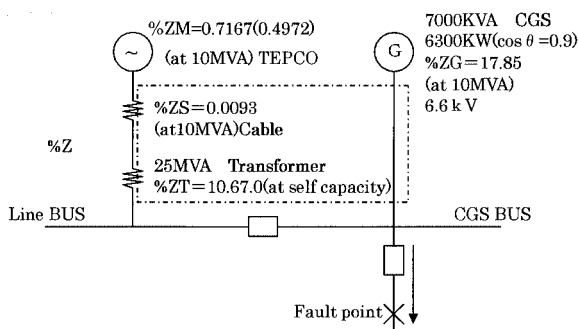 %ZM=0.7167(0.4972)
(at 10MVA) TEPCO
~
G
7000KVA CGS
6300KW(cos θ=0.9)
%ZG=17.85
(at 10MVA)
6.6kV
%ZS=0.0093
(at10MVA)Cable
%Z
25MVA Transformer
%ZT=10.67.0(at self capacity)
Line BUS
CGS BUS
Fault point